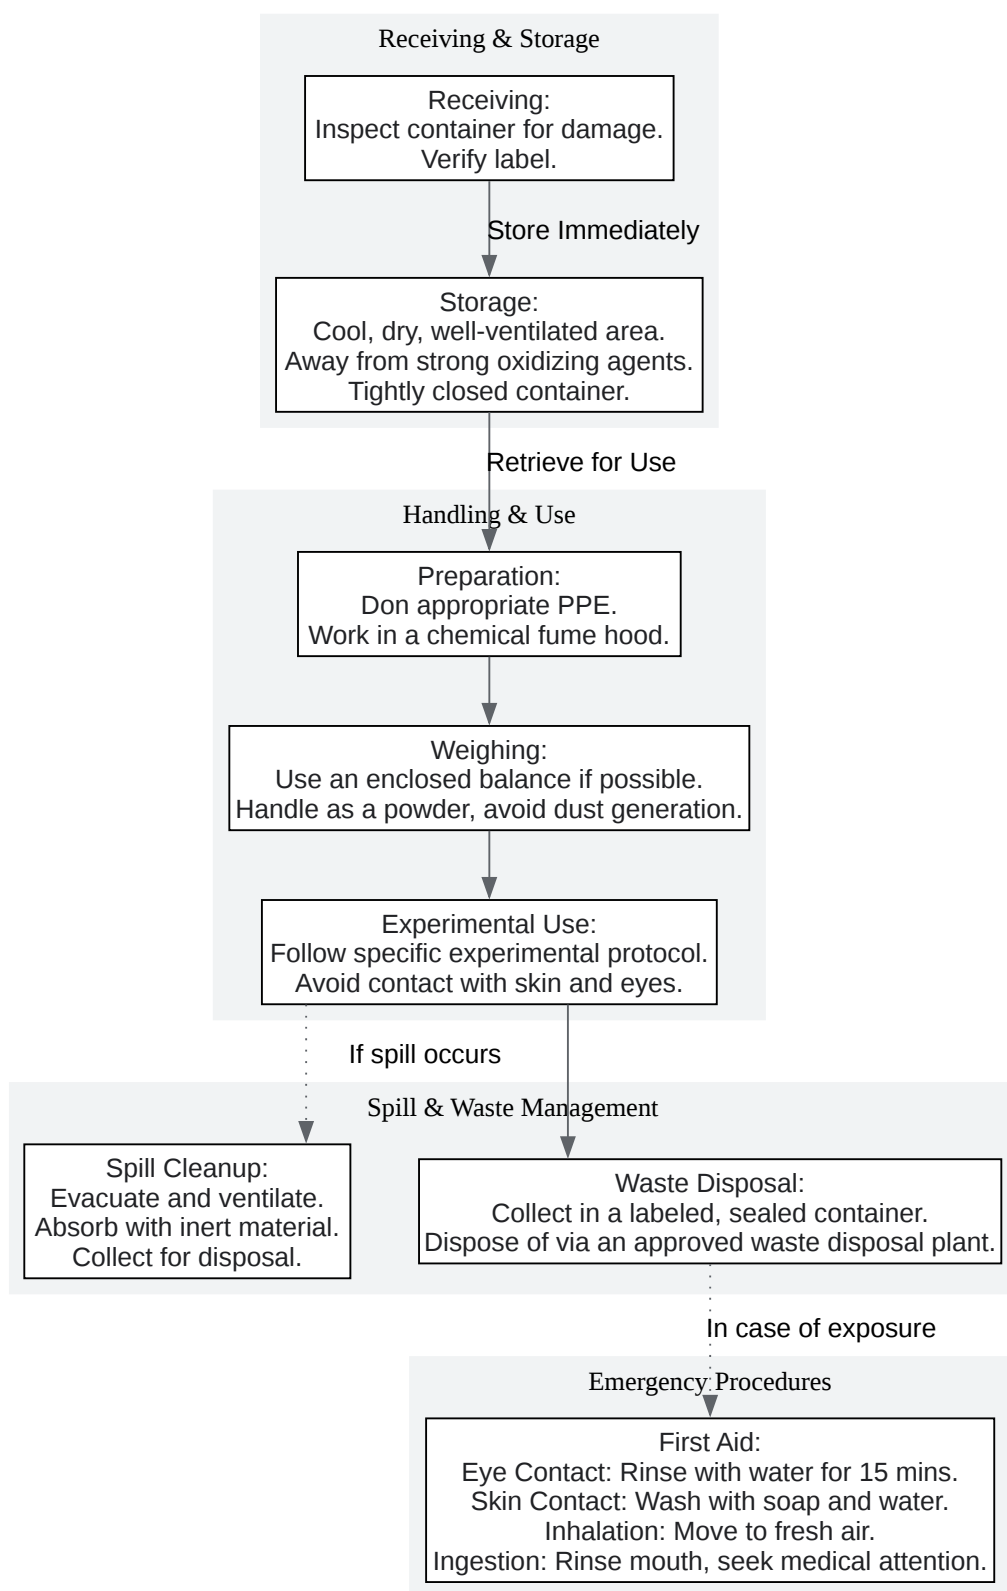 Receiving & Storage
Receiving:
Inspect container for damage.
Verify label.
Store Immediately
Storage:
Cool, dry, well-ventilated area.
Away from strong oxidizing agents.
Tightly closed container.
Retrieve for Use
Handling & Use
Preparation:
Don appropriate PPE.
Work in a chemical fume hood.
Weighing:
Use an enclosed balance if possible.
Handle as a powder, avoid dust generation.
Experimental Use:
Follow specific experimental protocol.
Avoid contact with skin and eyes.
If spill occurs
Spill & Waste Management
Spill Cleanup:
Evacuate and ventilate.
Absorb with inert material.
Collect for disposal.
Waste Disposal:
Collect in a labeled, sealed container.
Dispose of via an approved waste disposal plant.
In case of exposure
Emergency Procedures
First Aid:
Eye Contact: Rinse with water for 15 mins.
Skin Contact: Wash with soap and water.
Inhalation: Move to fresh air.
Ingestion: Rinse mouth, seek medical attention.